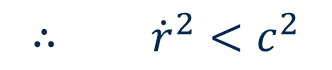 ∴ ṙ² < c²